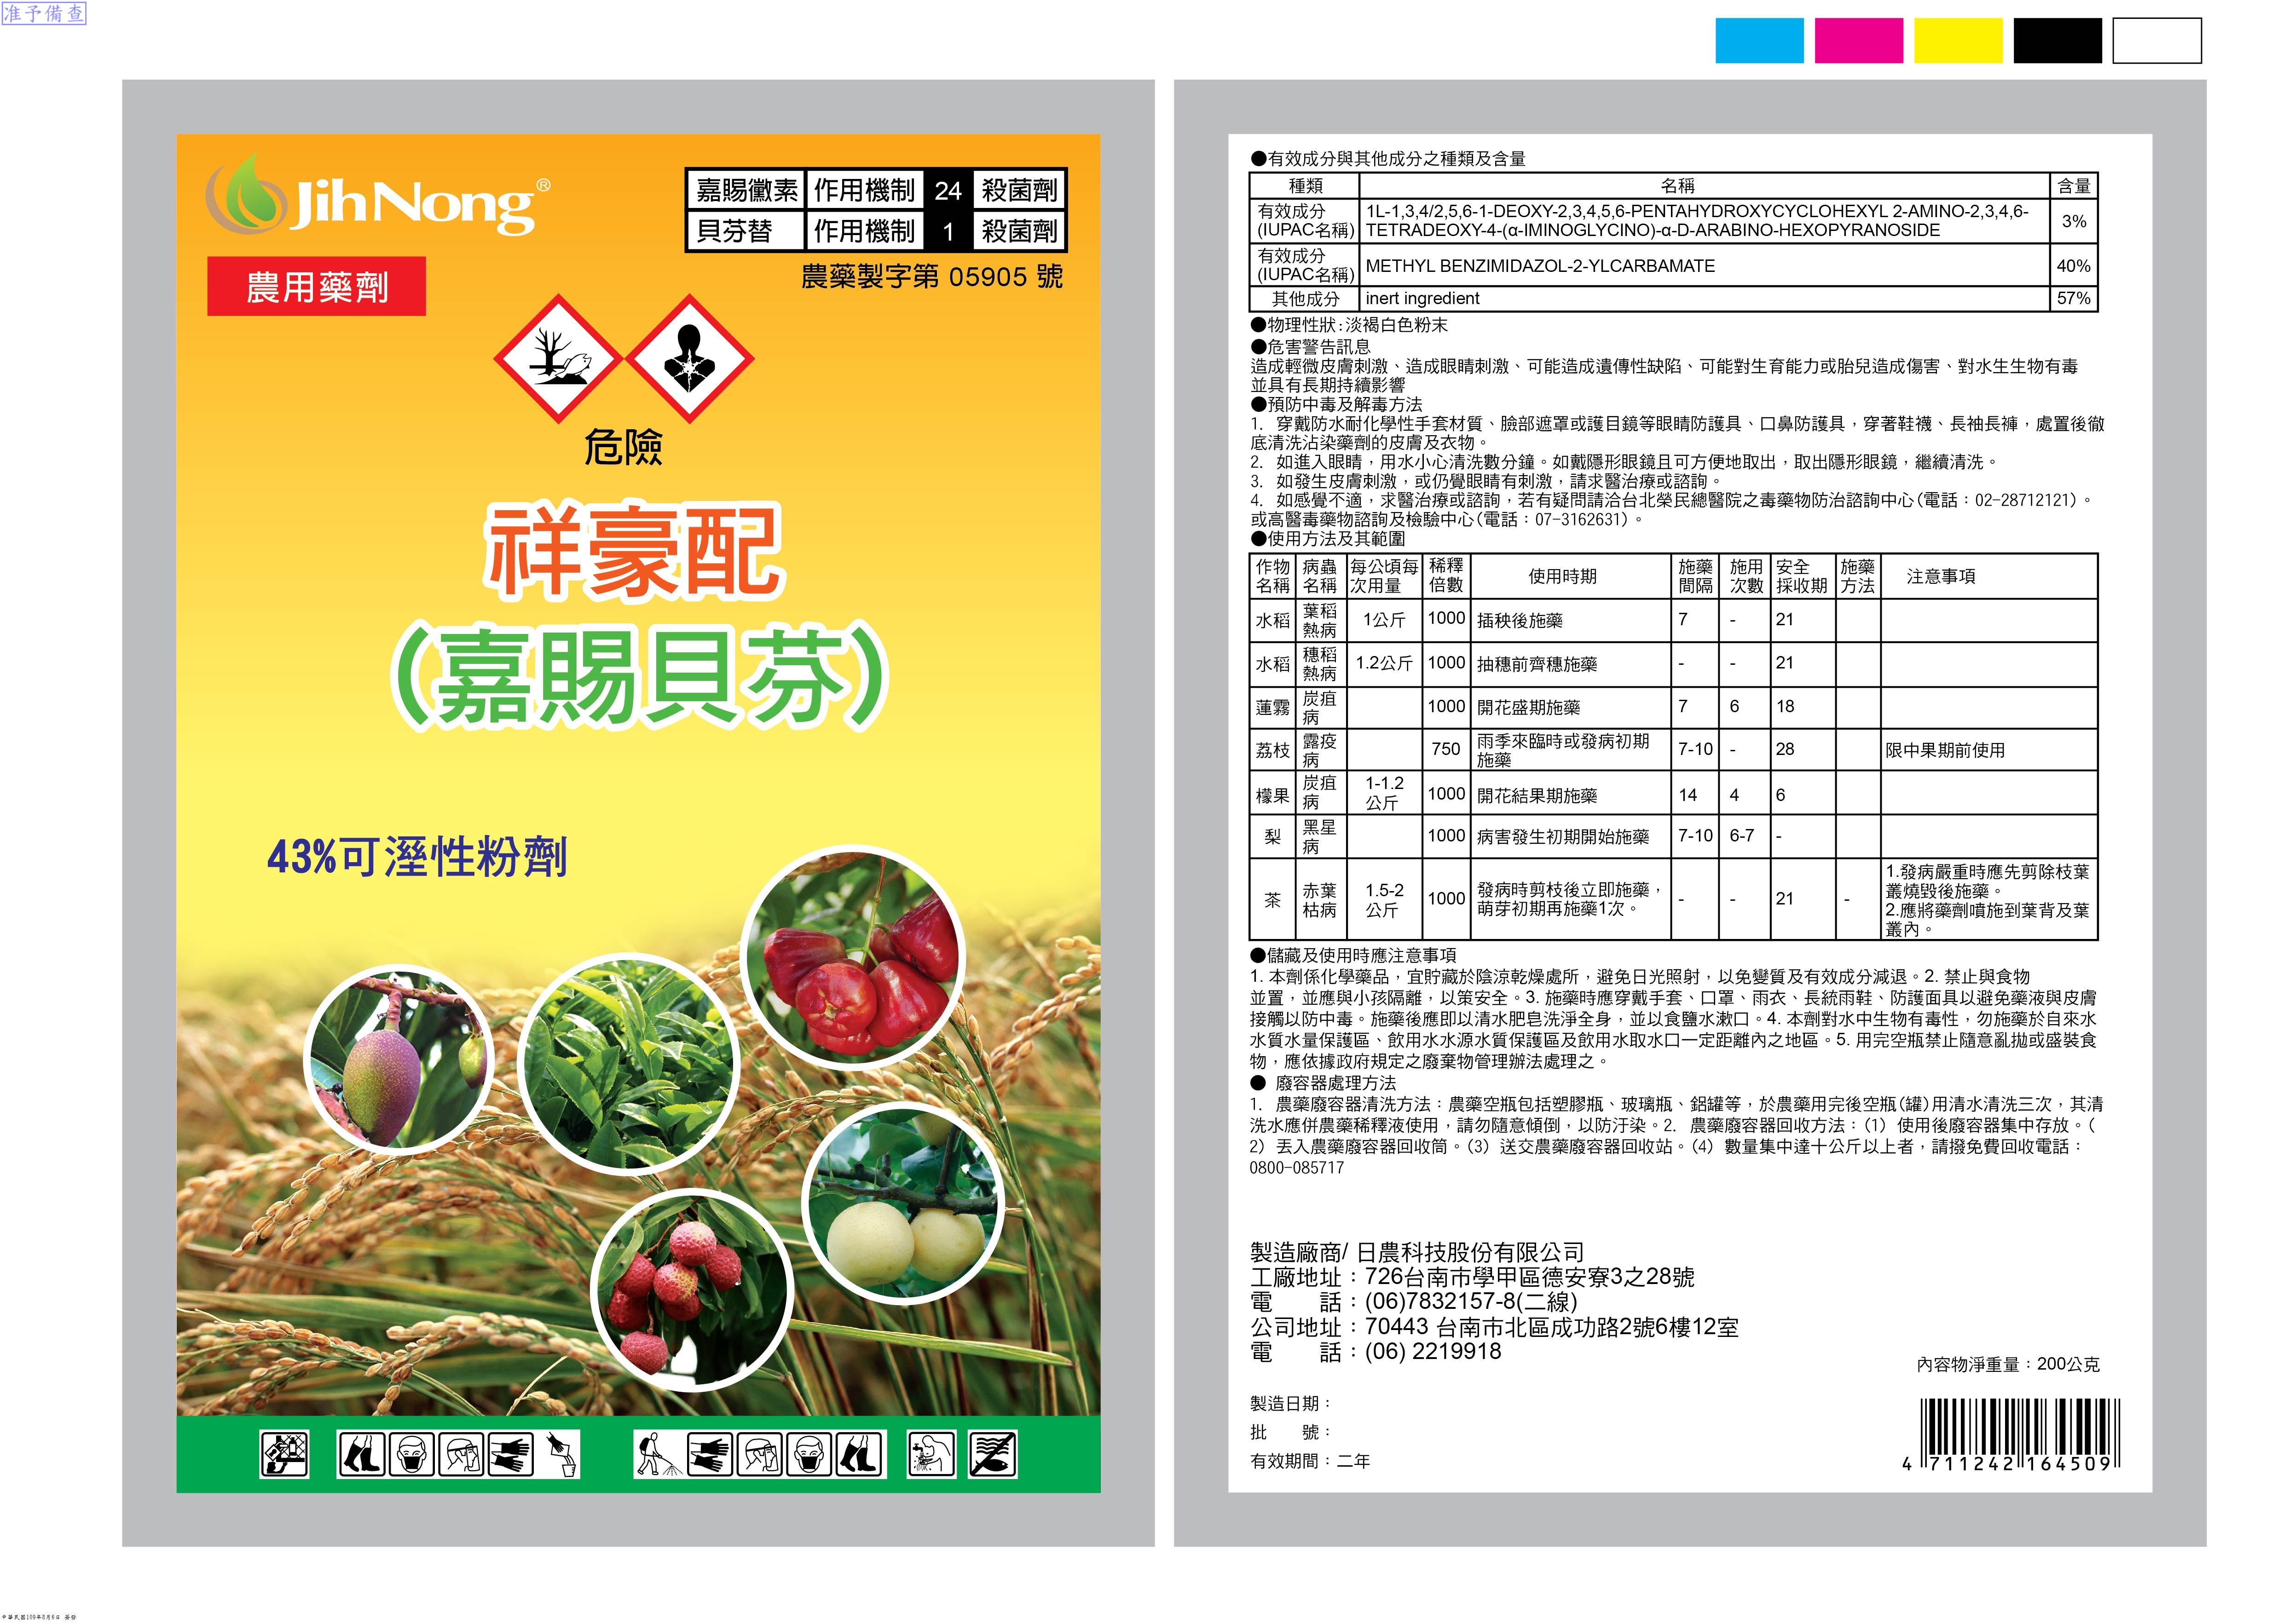 准予備查
JihNong®
嘉賜黴素 作用機制 24 殺菌劑
貝芬替 作用機制 1 殺菌劑
農藥製字第 05905 號
農用藥劑
危險
祥豪配
(嘉賜貝芬)
43%可溼性粉劑
●有效成分與其他成分之種類及含量
種類 名稱 含量
有效成分 (IUPAC名稱) 1L-1,3,4/2,5,6-1-DEOXY-2,3,4,5,6-PENTAHYDROXYCYCLOHEXYL 2-AMINO-2,3,4,6-
TETRADEOXY-4-(α-IMINOGLYCINO)-α-D-ARABINO-HEXOPYRANOSIDE 3%
有效成分 (IUPAC名稱) METHYL BENZIMIDAZOL-2-YLCARBAMATE 40%
其他成分 inert ingredient 57%
●物理性狀:淡褐白色粉末
●危害警告訊息
造成輕微皮膚刺激、造成眼睛刺激、可能造成遺傳性缺陷、可能對生育能力或胎兒造成傷害、對水生生物有毒
並具有長期持續影響
●預防中毒及解毒方法
1. 穿戴防水耐化學性手套材質、臉部遮罩或護目鏡等眼睛防護具、口鼻防護具，穿著鞋襪、長袖長褲，處置後徹
底清洗沾染藥劑的皮膚及衣物。
2. 如進入眼睛，用水小心清洗數分鐘。如戴隱形眼鏡且可方便地取出，取出隱形眼鏡，繼續清洗。
3. 如發生皮膚刺激，或仍覺眼睛有刺激，請求醫治療或諮詢。
4. 如感覺不適，求醫治療或諮詢，若有疑問請洽台北榮民總醫院之毒藥物防治諮詢中心(電話：02-28712121)。
或高醫毒藥物諮詢及檢驗中心(電話：07-3162631)。
●使用方法及其範圍
作物名稱 病蟲名稱 每公頃每次用量 稀釋倍數 使用時期 施藥間隔 施用次數 安全採收期 施藥方法 注意事項
水稻 葉稻熱病 1公斤 1000 插秧後施藥 7 - 21
水稻 穗稻熱病 1.2公斤 1000 抽穗前齊穗施藥 - - 21
蓮霧 炭疽病 1000 開花盛期施藥 7 6 18
荔枝 露疫病 750 雨季來臨時或發病初期施藥 7-10 - 28 限中果期前使用
檬果 炭疽病 1-1.2公斤 1000 開花結果期施藥 14 4 6
梨 黑星病 1000 病害發生初期開始施藥 7-10 6-7 -
茶 赤葉枯病 1.5-2公斤 1000 發病時剪枝後立即施藥，萌芽初期再施藥1次。 - - 21 - 1.發病嚴重時應先剪除枝葉叢燒毀後施藥。2.應將藥劑噴施到葉背及葉叢內。
●儲藏及使用時應注意事項
1. 本劑係化學藥品，宜貯藏於陰涼乾燥處所，避免日光照射，以免變質及有效成分減退。2. 禁止與食物
並置，並應與小孩隔離，以策安全。3. 施藥時應穿戴手套、口罩、雨衣、長統雨鞋、防護面具以避免藥液與皮膚
接觸以防中毒。施藥後應即以清水肥皂洗淨全身，並以食鹽水漱口。4. 本劑對水中生物有毒性，勿施藥於自來水
水質水量保護區、飲用水水源水質保護區及飲用水取水口一定距離內之地區。5. 用完空瓶禁止隨意亂拋或盛裝食
物，應依據政府規定之廢棄物管理辦法處理之。
● 廢容器處理方法
1. 農藥廢容器清洗方法：農藥空瓶包括塑膠瓶、玻璃瓶、鋁罐等，於農藥用完後空瓶(罐)用清水清洗三次，其清
洗水應併農藥稀釋液使用，請勿隨意傾倒，以防汙染。2. 農藥廢容器回收方法：(1) 使用後廢容器集中存放。(
2) 丟入農藥廢容器回收筒。(3) 送交農藥廢容器回收站。(4) 數量集中達十公斤以上者，請撥免費回收電話：
0800-085717
製造廠商/ 日農科技股份有限公司
工廠地址：726台南市學甲區德安寮3之28號
電　　話：(06)7832157-8(二線)
公司地址：70443 台南市北區成功路2號6樓12室
電　　話：(06) 2219918
內容物淨重量：200公克
製造日期：
批　　號：
有效期間：二年
4 711242 164509
中華民國109年8月6日 簽發